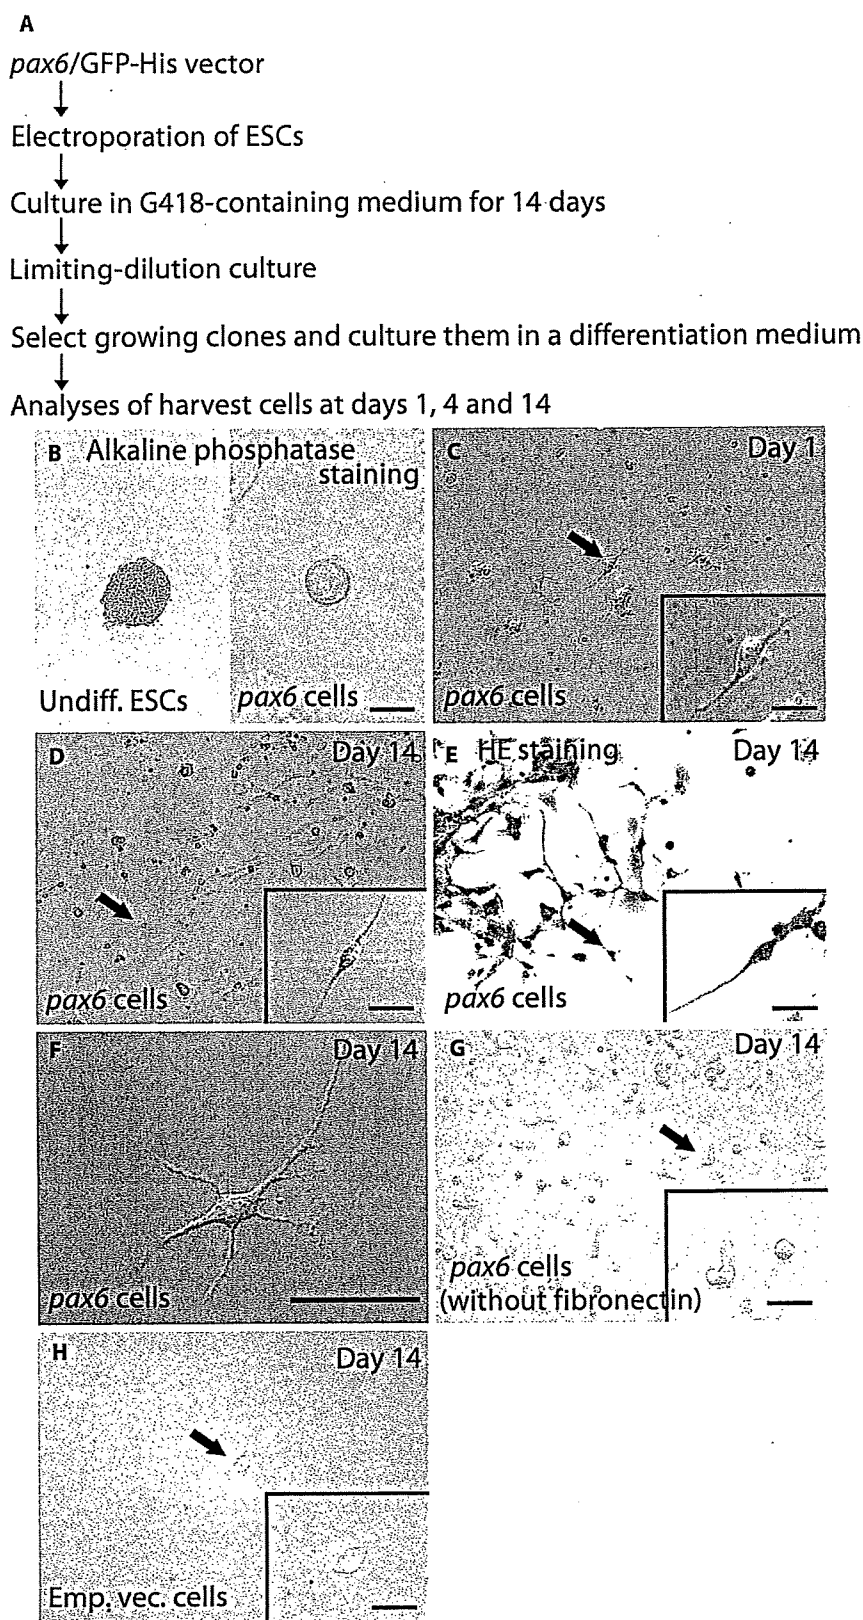 A
pax6/GFP-His vector
Electroporation of ESCs
Culture in G418-containing medium for 14 days
Limiting-dilution culture
Select growing clones and culture them in a differentiation medium
Analyses of harvest cells at days 1, 4 and 14
B Alkaline phosphatase
staining
Undiff. ESCs
pax6 cells
C
Day 1
pax6 cells
D
Day 14
pax6 cells
E HE staining
Day 14
pax6 cells
F
Day 14
pax6 cells
G
Day 14
pax6 cells
(without fibronectin)
H
Day 14
Emp. vec. cells